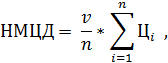 НМЦД = v/n * ∑_{i=1}^{n} Ц_i ,